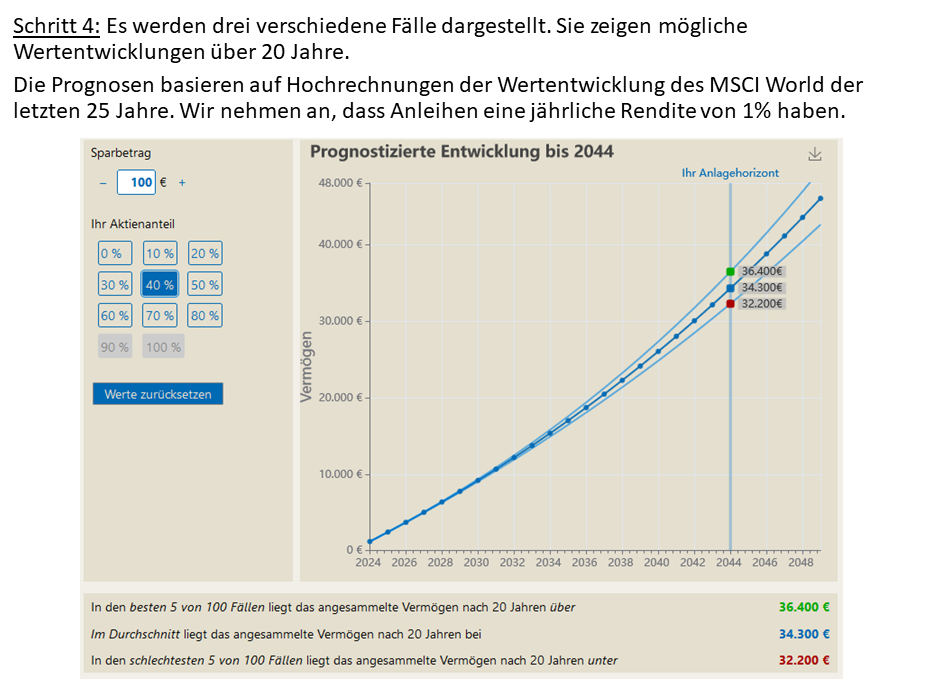 Schritt 4: Es werden drei verschiedene Fälle dargestellt. Sie zeigen mögliche
Wertentwicklungen über 20 Jahre.
Die Prognosen basieren auf Hochrechnungen der Wertentwicklung des MSCI World der
letzten 25 Jahre. Wir nehmen an, dass Anleihen eine jährliche Rendite von 1% haben.
Sparbetrag
– 100 € +
Ihr Aktienanteil
0 % 10 % 20 %
30 % 40 % 50 %
60 % 70 % 80 %
90 % 100 %
Werte zurücksetzen
Prognostizierte Entwicklung bis 2044
Ihr Anlagehorizont
Vermögen
48.000 €
40.000 €
30.000 €
20.000 €
10.000 €
0 €
36.400€
34.300€
32.200€
2024 2026 2028 2030 2032 2034 2036 2038 2040 2042 2044 2046 2048
In den besten 5 von 100 Fällen liegt das angesammelte Vermögen nach 20 Jahren über 36.400 €
Im Durchschnitt liegt das angesammelte Vermögen nach 20 Jahren bei 34.300 €
In den schlechtesten 5 von 100 Fällen liegt das angesammelte Vermögen nach 20 Jahren unter 32.200 €